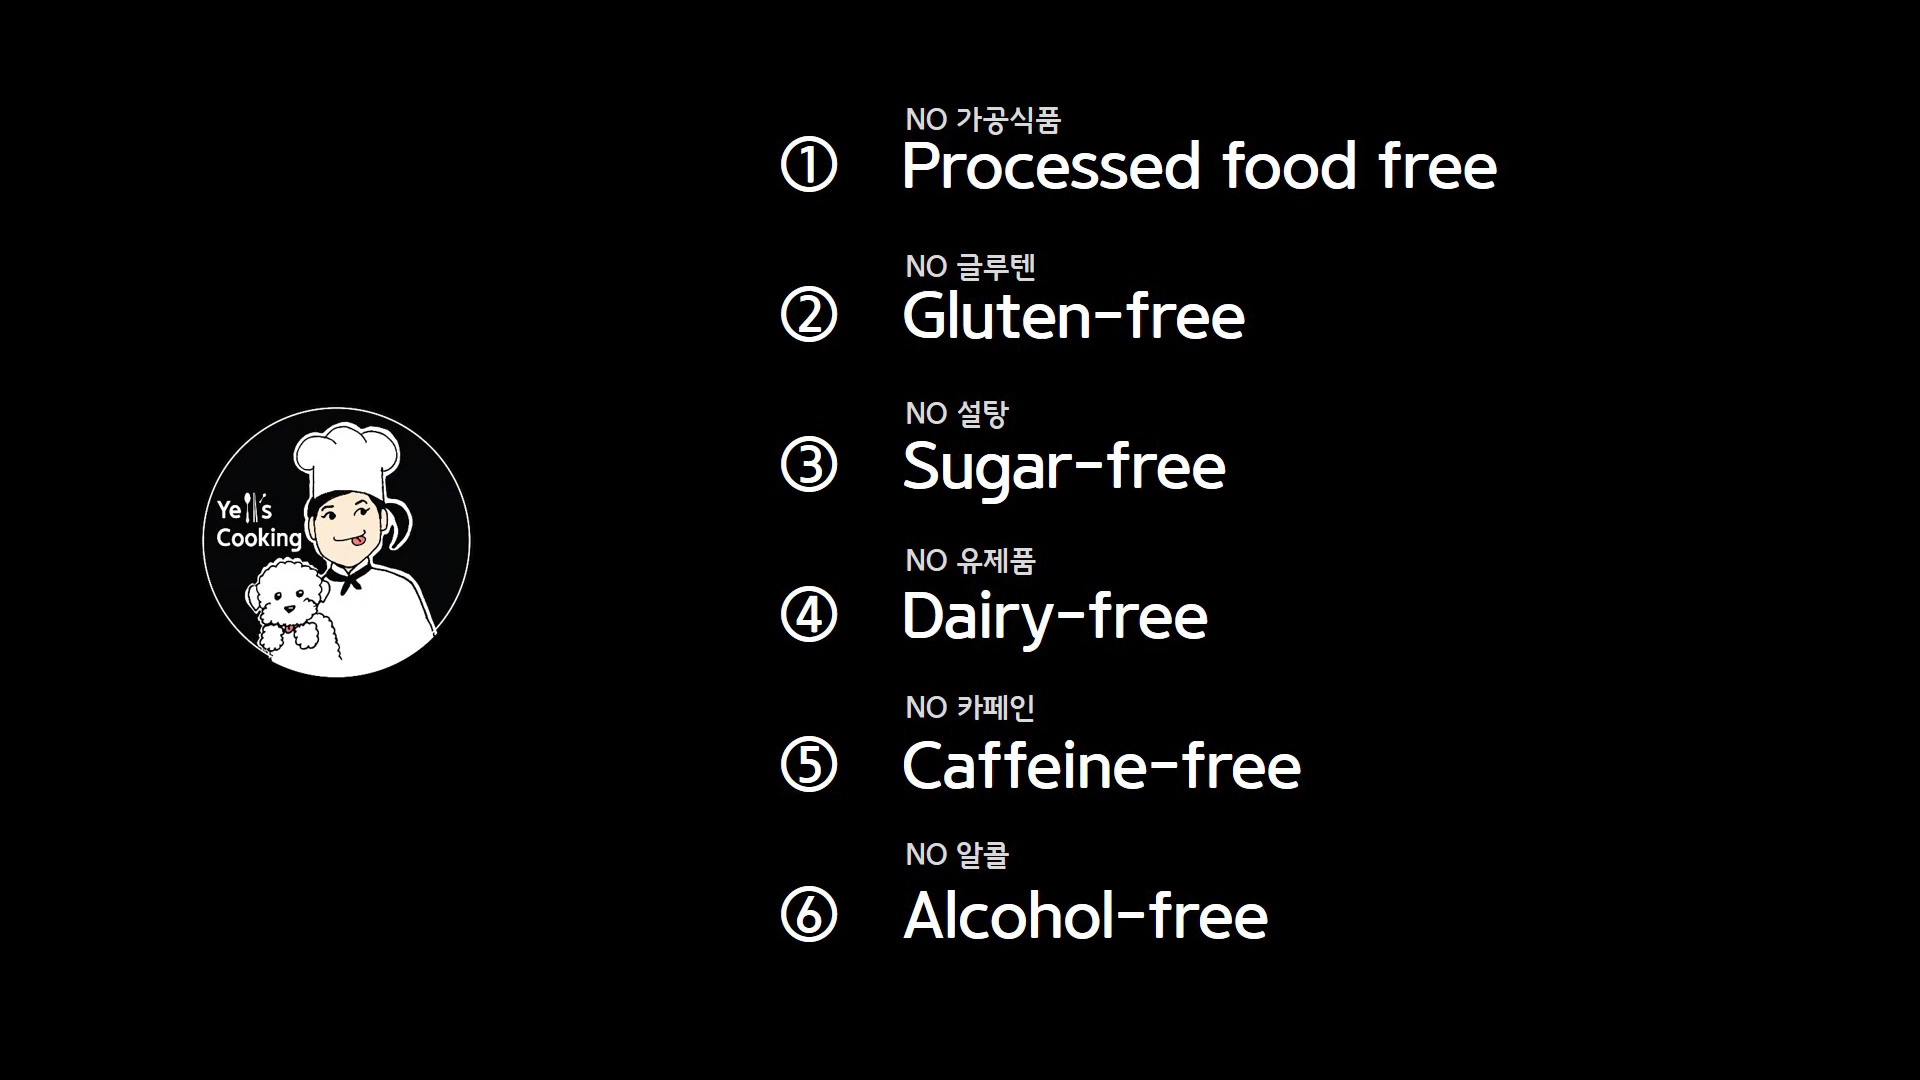 Ye's
Cooking
NO 가공식품
① Processed food free
NO 글루텐
② Gluten-free
NO 설탕
③ Sugar-free
NO 유제품
④ Dairy-free
NO 카페인
⑤ Caffeine-free
NO 알콜
⑥ Alcohol-free